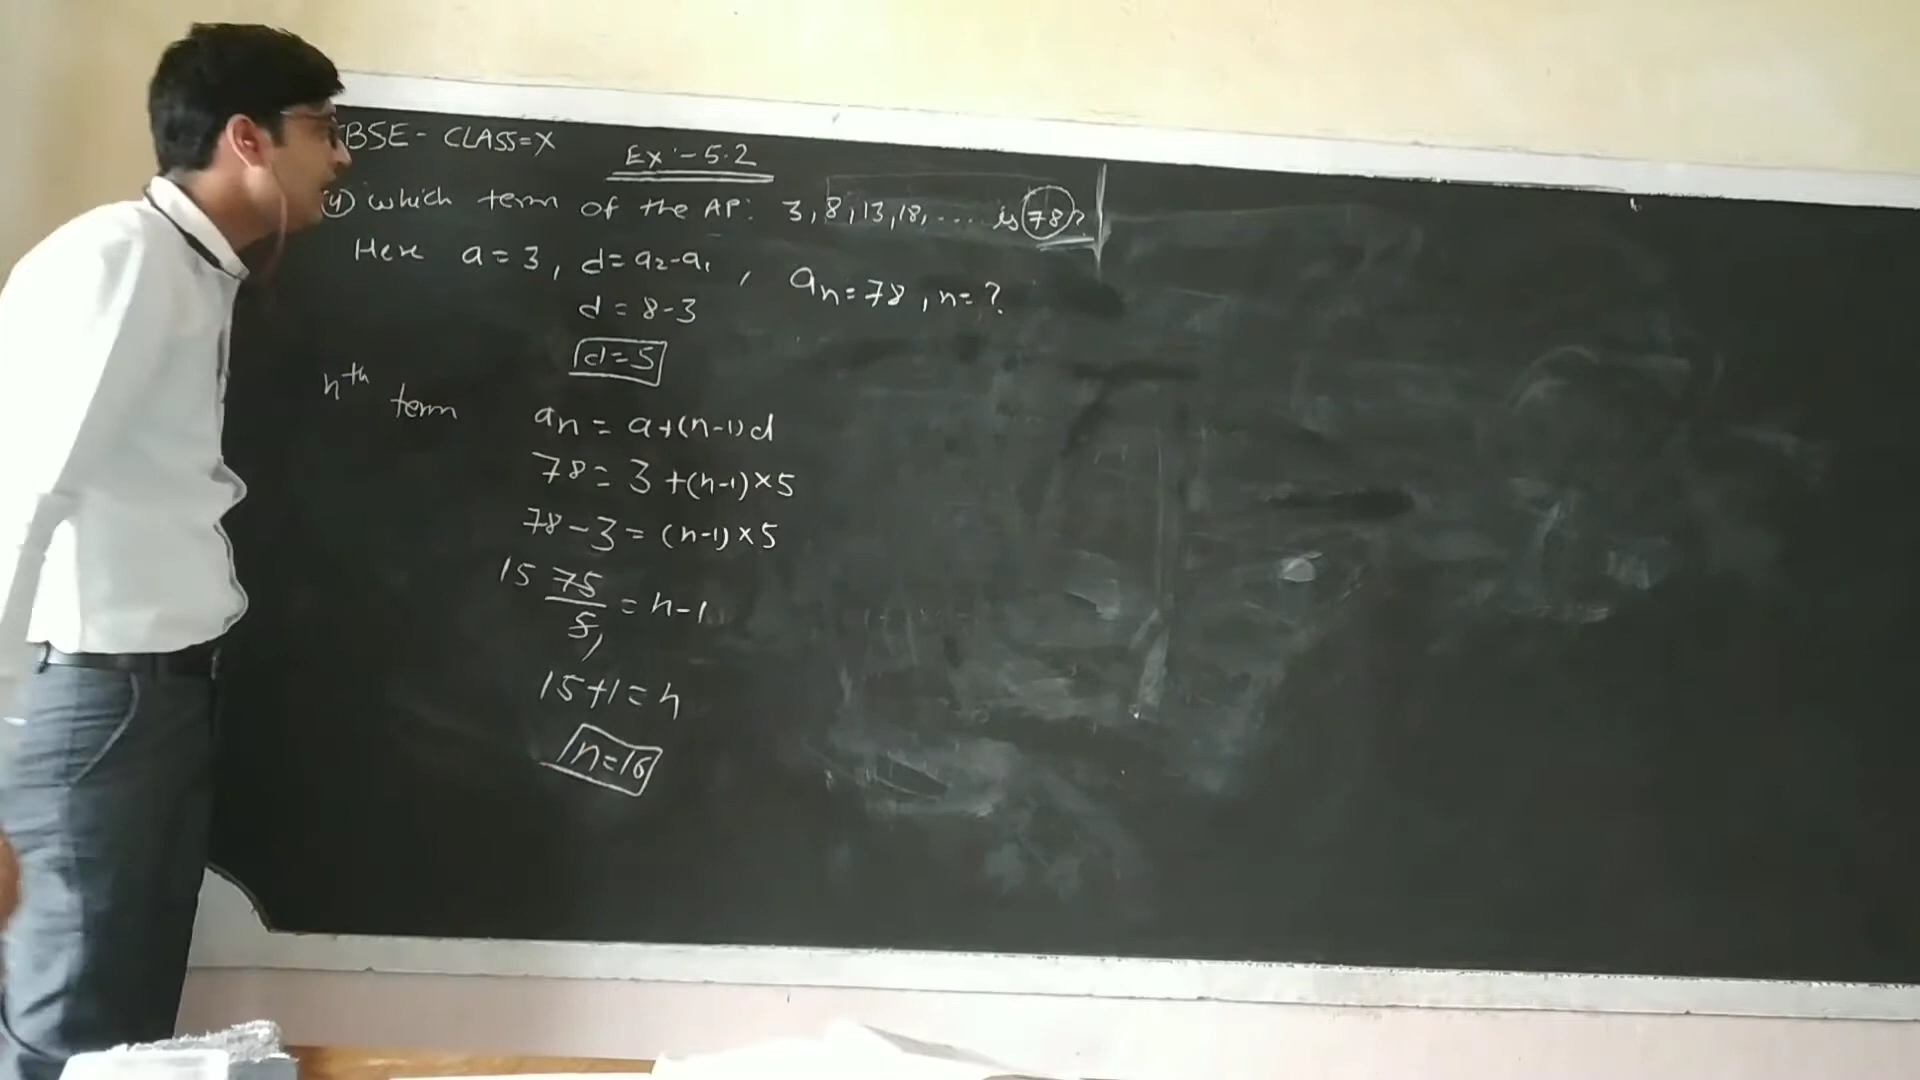 BSE - CLASS=X
Ex:- 5.2
4) which term of the AP: 3, 8, 13, 18, .... is 78?
Here a = 3, d = a₂-a₁ , aₙ = 78 , n = ?
d = 8-3
d = 5
nᵗʰ term aₙ = a+(n-1)d
78 = 3 +(n-1)×5
78-3 = (n-1)×5
15 75/5 = n-1
1
15+1 = n
n=16